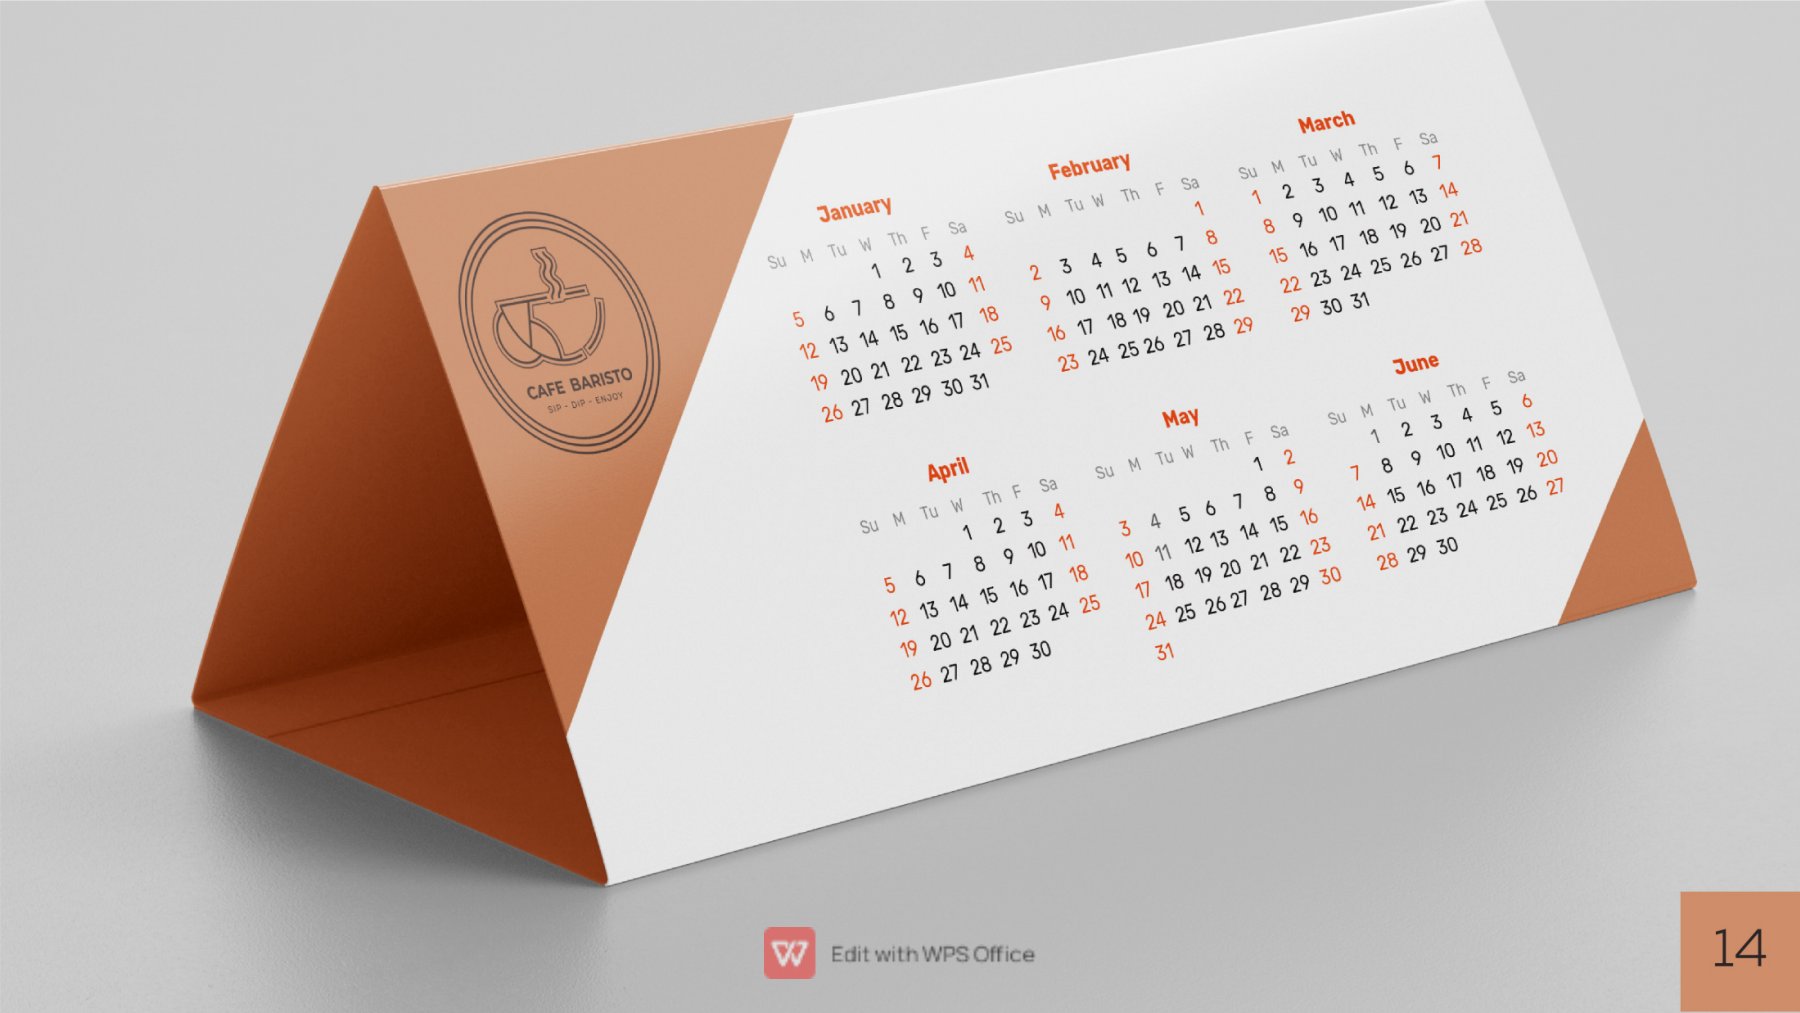 CAFE BARISTO
SIP - DIP - ENJOY
January
Su M Tu W Th F Sa
1 2 3 4
5 6 7 8 9 10 11
12 13 14 15 16 17 18
19 20 21 22 23 24 25
26 27 28 29 30 31
February
Su M Tu W Th F Sa
1
2 3 4 5 6 7 8
9 10 11 12 13 14 15
16 17 18 19 20 21 22
23 24 25 26 27 28 29
March
Su M Tu W Th F Sa
1 2 3 4 5 6 7
8 9 10 11 12 13 14
15 16 17 18 19 20 21
22 23 24 25 26 27 28
29 30 31
April
Su M Tu W Th F Sa
1 2 3 4
5 6 7 8 9 10 11
12 13 14 15 16 17 18
19 20 21 22 23 24 25
26 27 28 29 30
May
Su M Tu W Th F Sa
1 2
3 4 5 6 7 8 9
10 11 12 13 14 15 16
17 18 19 20 21 22 23
24 25 26 27 28 29 30
31
June
Su M Tu W Th F Sa
1 2 3 4 5 6
7 8 9 10 11 12 13
14 15 16 17 18 19 20
21 22 23 24 25 26 27
28 29 30
Edit with WPS Office
14